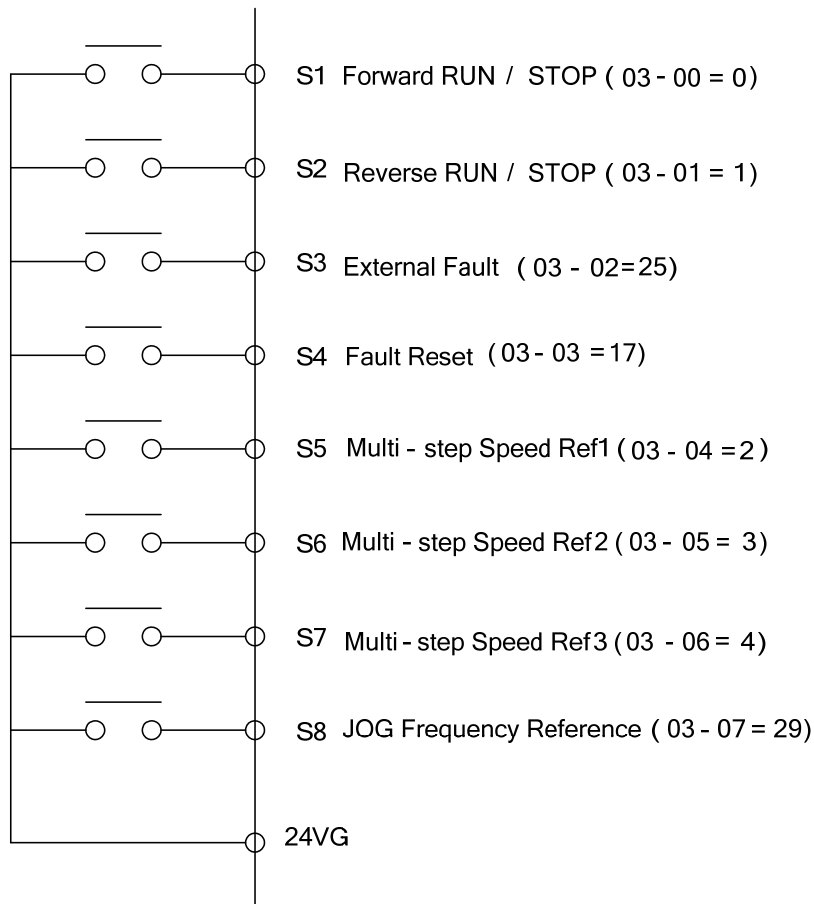 S1 Forward RUN / STOP ( 03 - 00 = 0)
S2 Reverse RUN / STOP ( 03 - 01 = 1)
S3 External Fault ( 03 - 02=25)
S4 Fault Reset (03 - 03 =17)
S5 Multi - step Speed Ref1 ( 03 - 04 =2 )
S6 Multi - step Speed Ref2 ( 03 - 05 = 3)
S7 Multi - step Speed Ref3 (03 - 06 = 4)
S8 JOG Frequency Reference ( 03 - 07 = 29)
24VG